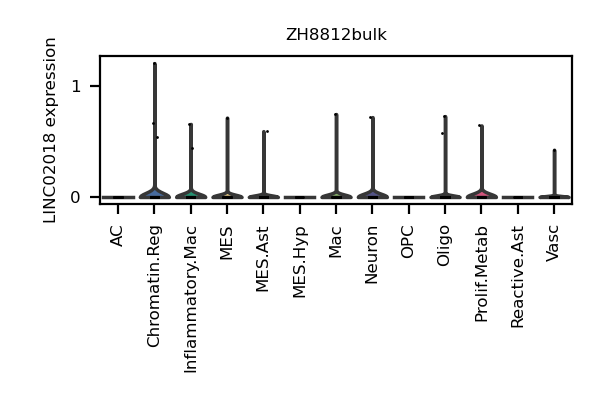 ZH8812bulk
LINC02018 expression
1
0
AC
Chromatin.Reg
Inflammatory.Mac
MES
MES.Ast
MES.Hyp
Mac
Neuron
OPC
Oligo
Prolif.Metab
Reactive.Ast
Vasc